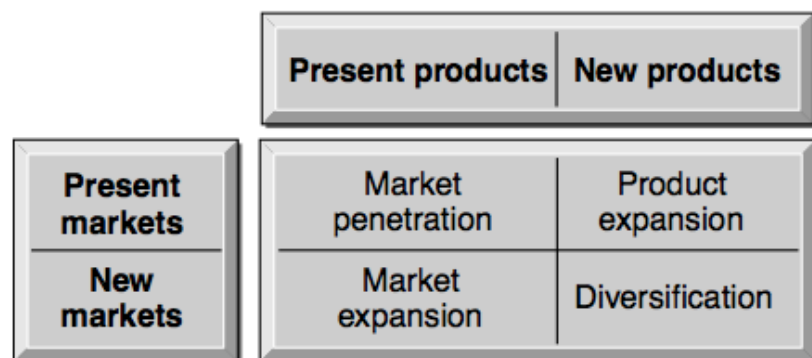 Present products New products
Present
markets
Market
penetration
Product
expansion
New
markets
Market
expansion
Diversification